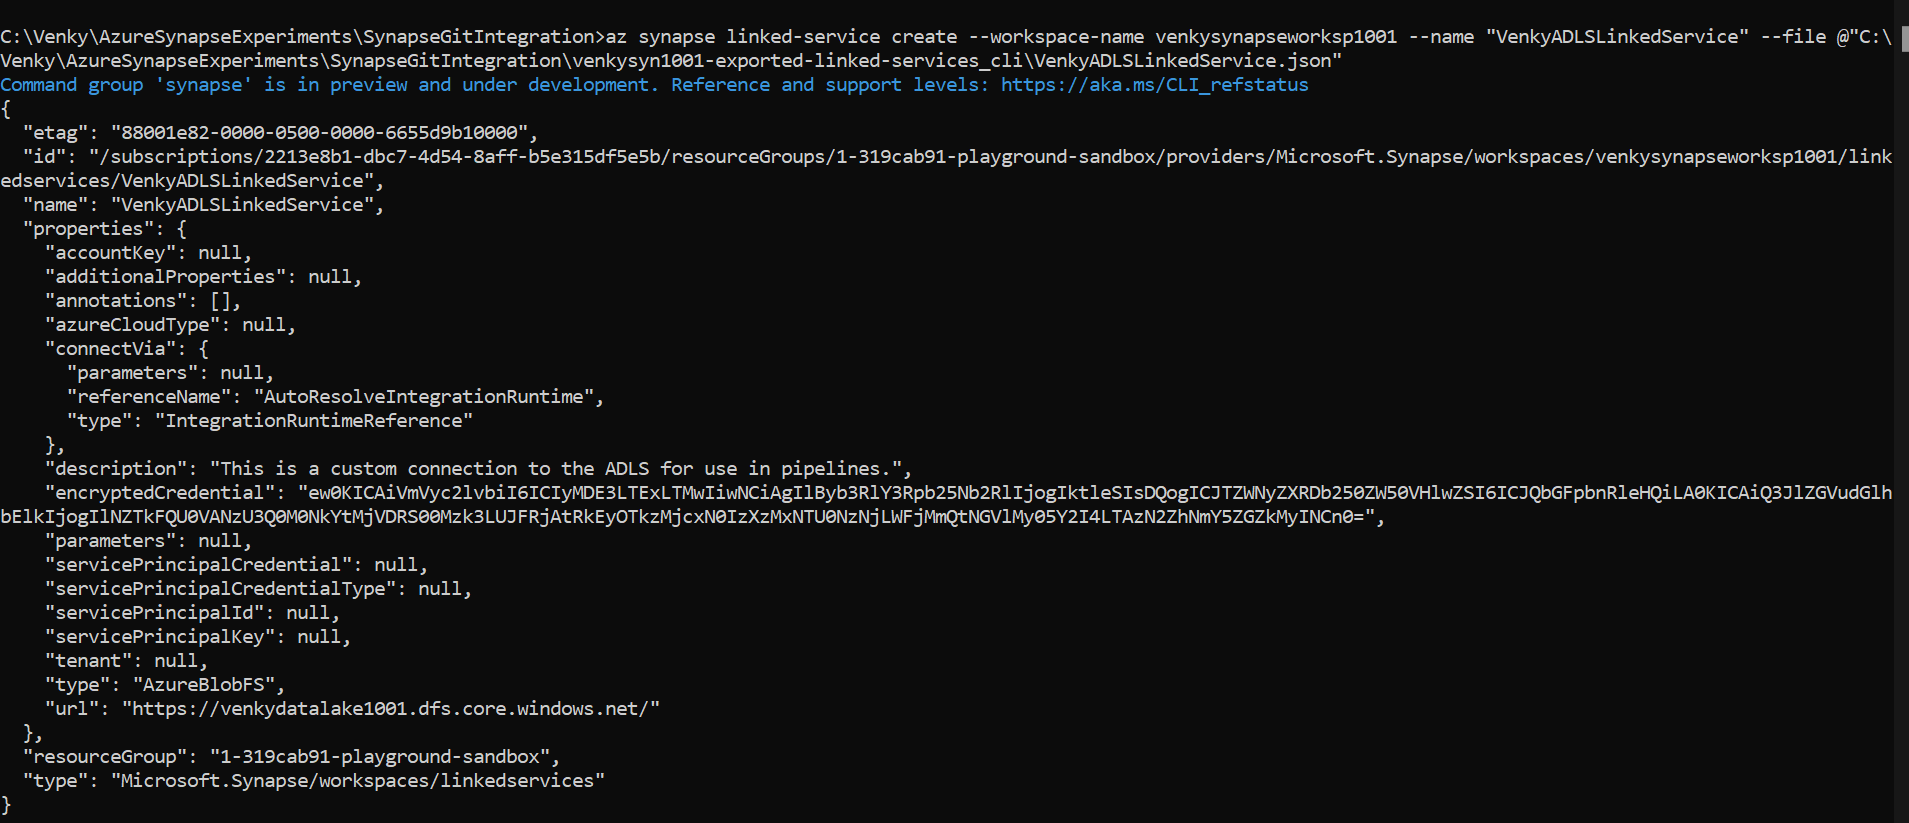 C:\Venky\AzureSynapseExperiments\SynapseGitIntegration>az synapse linked-service create --workspace-name venkysynapseworksp1001 --name "VenkyADLSLinkedService" --file @"C:\
Venky\AzureSynapseExperiments\SynapseGitIntegration\venkysyn1001-exported-linked-services_cli\VenkyADLSLinkedService.json"
Command group 'synapse' is in preview and under development. Reference and support levels: https://aka.ms/CLI_refstatus
{
  "etag": "88001e82-0000-0500-0000-6655d9b10000",
  "id": "/subscriptions/2213e8b1-dbc7-4d54-8aff-b5e315df5e5b/resourceGroups/1-319cab91-playground-sandbox/providers/Microsoft.Synapse/workspaces/venkysynapseworksp1001/link
edservices/VenkyADLSLinkedService",
  "name": "VenkyADLSLinkedService",
  "properties": {
    "accountKey": null,
    "additionalProperties": null,
    "annotations": [],
    "azureCloudType": null,
    "connectVia": {
      "parameters": null,
      "referenceName": "AutoResolveIntegrationRuntime",
      "type": "IntegrationRuntimeReference"
    },
    "description": "This is a custom connection to the ADLS for use in pipelines.",
    "encryptedCredential": "ew0KICAiVmVyc2lvbiI6ICIyMDE3LTExLTMwIiwNCiAgIlByb3RlY3Rpb25Nb2RlIjogIktleSIsDQogICJTZWNyZXRDb250ZW50VHlwZSI6ICJQbGFpbnRleHQiLA0KICAiQ3JlZGVudGlh
bElkIjogIlNZTkFQU0VANzU3Q0M0NkYtMjVDRS00Mzk3LUJFRjAtRkEyOTkzMjcxN0IzXzMxNTU0NzNjLWFjMmQtNGVlMy05Y2I4LTAzN2ZhNmY5ZGZkMyINCn0=",
    "parameters": null,
    "servicePrincipalCredential": null,
    "servicePrincipalCredentialType": null,
    "servicePrincipalId": null,
    "servicePrincipalKey": null,
    "tenant": null,
    "type": "AzureBlobFS",
    "url": "https://venkydatalake1001.dfs.core.windows.net/"
  },
  "resourceGroup": "1-319cab91-playground-sandbox",
  "type": "Microsoft.Synapse/workspaces/linkedservices"
}